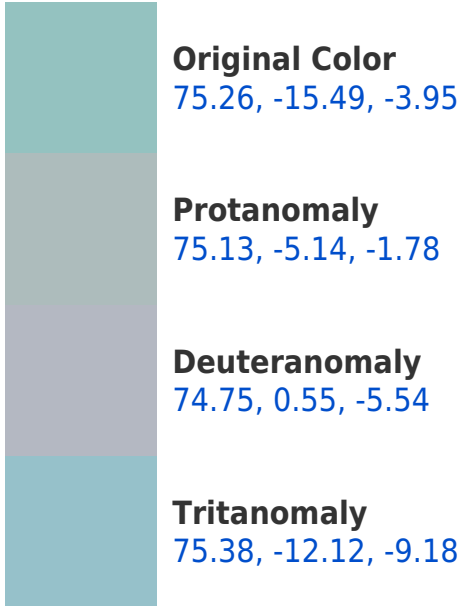 Original Color
75.26, -15.49, -3.95
Protanomaly
75.13, -5.14, -1.78
Deuteranomaly
74.75, 0.55, -5.54
Tritanomaly
75.38, -12.12, -9.18